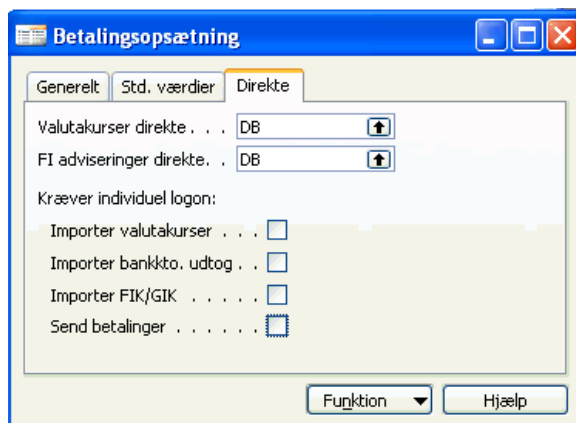 Betalingsopsætning
Generelt Std. værdier Direkte
Valutakurser direkte . . . DB
FI adviseringer direkte. . DB
Kræver individuel logon:
Importer valutakurser . . .
Importer bankkto. udtog . .
Importer FIK/GIK . . . . .
Send betalinger . . . . . .
Funktion Hjælp